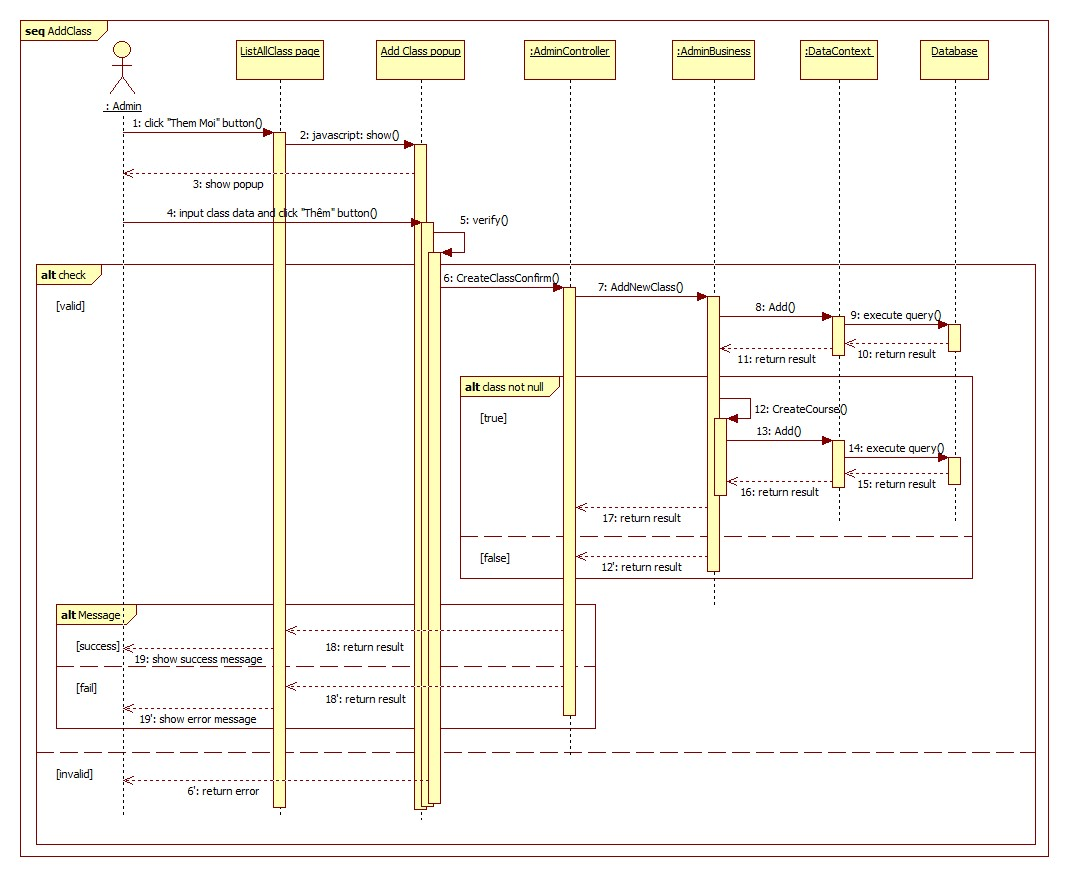 seq AddClass
ListAllClass page
Add Class popup
:AdminController
:AdminBusiness
:DataContext
Database
: Admin
1: click "Them Moi" button()
2: javascript: show()
3: show popup
4: input class data and click "Thêm" button()
5: verify()
alt check
[valid]
6: CreateClassConfirm()
7: AddNewClass()
8: Add()
9: execute query()
10: return result
11: return result
alt class not null
[true]
12: CreateCourse()
13: Add()
14: execute query()
15: return result
16: return result
17: return result
[false]
12': return result
alt Message
[success]
18: return result
19: show success message
[fail]
18': return result
19': show error message
[invalid]
6': return error